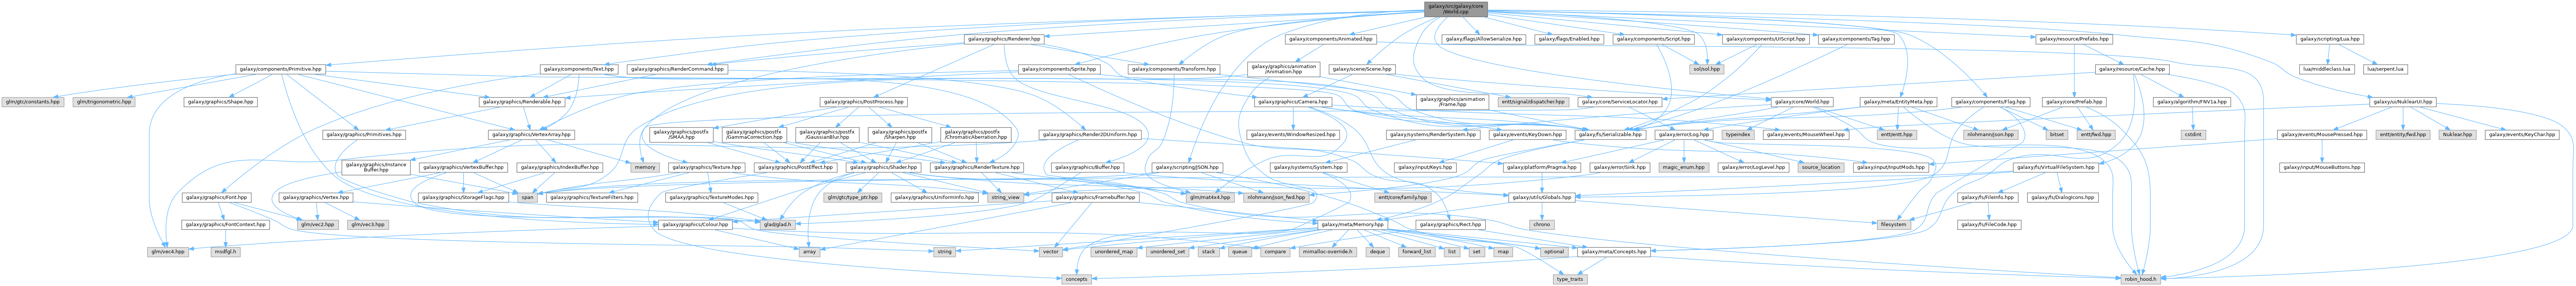 galaxy/src/galaxy/core
/World.cpp
galaxy/graphics/Renderer.hpp
galaxy/components/Animated.hpp
galaxy/flags/AllowSerialize.hpp
galaxy/flags/Enabled.hpp
galaxy/components/Script.hpp
galaxy/components/UIScript.hpp
galaxy/components/Tag.hpp
galaxy/resource/Prefabs.hpp
galaxy/scripting/Lua.hpp
galaxy/components/Primitive.hpp
galaxy/components/Text.hpp
galaxy/graphics/RenderCommand.hpp
galaxy/components/Sprite.hpp
galaxy/components/Transform.hpp
galaxy/graphics/animation
/Animation.hpp
galaxy/scene/Scene.hpp
sol/sol.hpp
galaxy/resource/Cache.hpp
lua/middleclass.lua
lua/serpent.lua
glm/gtc/constants.hpp
glm/trigonometric.hpp
galaxy/graphics/Shape.hpp
galaxy/graphics/Renderable.hpp
galaxy/graphics/PostProcess.hpp
galaxy/graphics/Camera.hpp
galaxy/graphics/animation
/Frame.hpp
entt/signal/dispatcher.hpp
galaxy/core/ServiceLocator.hpp
galaxy/core/World.hpp
galaxy/meta/EntityMeta.hpp
galaxy/components/Flag.hpp
galaxy/core/Prefab.hpp
galaxy/algorithm/FNV1a.hpp
galaxy/ui/NuklearUI.hpp
galaxy/graphics/Primitives.hpp
galaxy/graphics/VertexArray.hpp
galaxy/graphics/postfx
/SMAA.hpp
galaxy/graphics/postfx
/GammaCorrection.hpp
galaxy/graphics/postfx
/GaussianBlur.hpp
galaxy/graphics/postfx
/Sharpen.hpp
galaxy/graphics/postfx
/ChromaticAberration.hpp
galaxy/graphics/Render2DUniform.hpp
galaxy/events/WindowResized.hpp
galaxy/systems/RenderSystem.hpp
galaxy/events/KeyDown.hpp
galaxy/fs/Serializable.hpp
typeindex
galaxy/error/Log.hpp
galaxy/events/MouseWheel.hpp
entt/entt.hpp
nlohmann/json.hpp
bitset
entt/fwd.hpp
cstdint
galaxy/events/MousePressed.hpp
entt/entity/fwd.hpp
Nuklear.hpp
galaxy/events/KeyChar.hpp
galaxy/graphics/Instance
Buffer.hpp
galaxy/graphics/VertexBuffer.hpp
galaxy/graphics/IndexBuffer.hpp
memory
galaxy/graphics/Texture.hpp
galaxy/graphics/PostEffect.hpp
galaxy/graphics/Shader.hpp
galaxy/graphics/RenderTexture.hpp
galaxy/graphics/Buffer.hpp
galaxy/scripting/JSON.hpp
galaxy/systems/System.hpp
galaxy/input/Keys.hpp
galaxy/platform/Pragma.hpp
galaxy/error/Sink.hpp
magic_enum.hpp
galaxy/error/LogLevel.hpp
source_location
galaxy/input/InputMods.hpp
galaxy/fs/VirtualFileSystem.hpp
galaxy/input/MouseButtons.hpp
galaxy/graphics/Font.hpp
galaxy/graphics/Vertex.hpp
galaxy/graphics/StorageFlags.hpp
span
galaxy/graphics/TextureFilters.hpp
galaxy/graphics/TextureModes.hpp
glm/gtc/type_ptr.hpp
galaxy/graphics/UniformInfo.hpp
string_view
galaxy/graphics/Framebuffer.hpp
glm/mat4x4.hpp
nlohmann/json_fwd.hpp
entt/core/family.hpp
galaxy/utils/Globals.hpp
galaxy/fs/FileInfo.hpp
galaxy/fs/DialogIcons.hpp
galaxy/graphics/FontContext.hpp
glm/vec2.hpp
glm/vec3.hpp
galaxy/graphics/Colour.hpp
glad/glad.h
galaxy/meta/Memory.hpp
galaxy/graphics/Rect.hpp
chrono
filesystem
galaxy/fs/FileCode.hpp
glm/vec4.hpp
msdfgl.h
array
string
vector
unordered_map
unordered_set
stack
queue
compare
mimalloc-override.h
deque
forward_list
list
set
map
optional
galaxy/meta/Concepts.hpp
concepts
type_traits
robin_hood.h